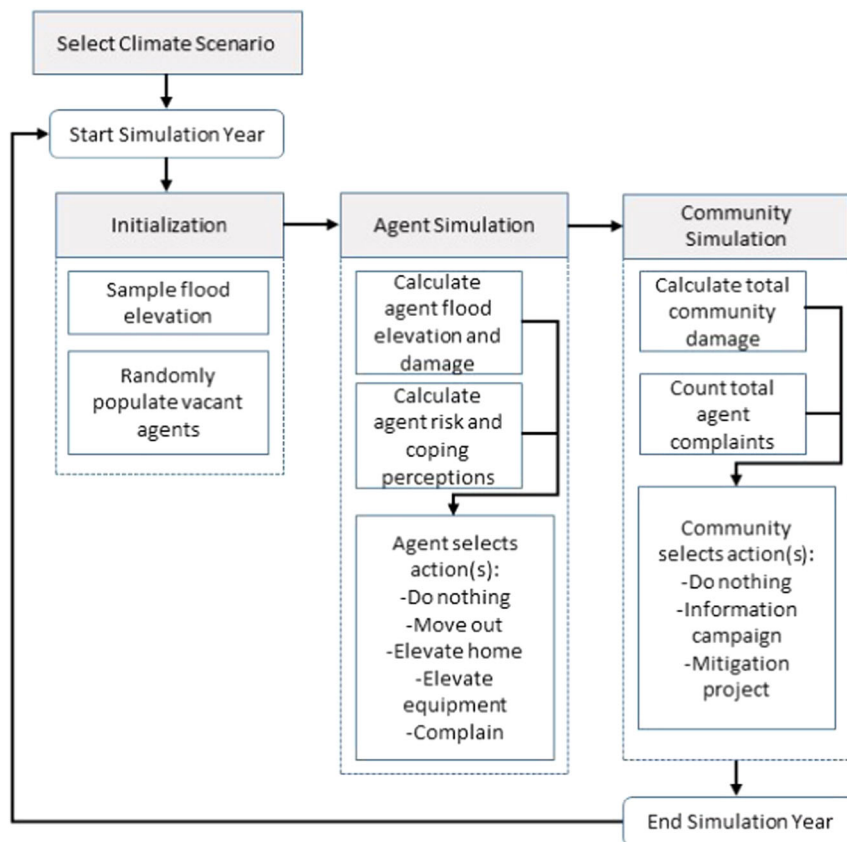 Select Climate Scenario
Start Simulation Year
Initialization
Sample flood
elevation
Randomly
populate vacant
agents
Agent Simulation
Calculate
agent flood
elevation and
damage
Calculate
agent risk and
coping
perceptions
Agent selects
action(s):
-Do nothing
-Move out
-Elevate home
-Elevate
equipment
-Complain
Community
Simulation
Calculate total
community
damage
Count total
agent
complaints
Community
selects action(s):
-Do nothing
-Information
campaign
-Mitigation
project
End Simulation Year